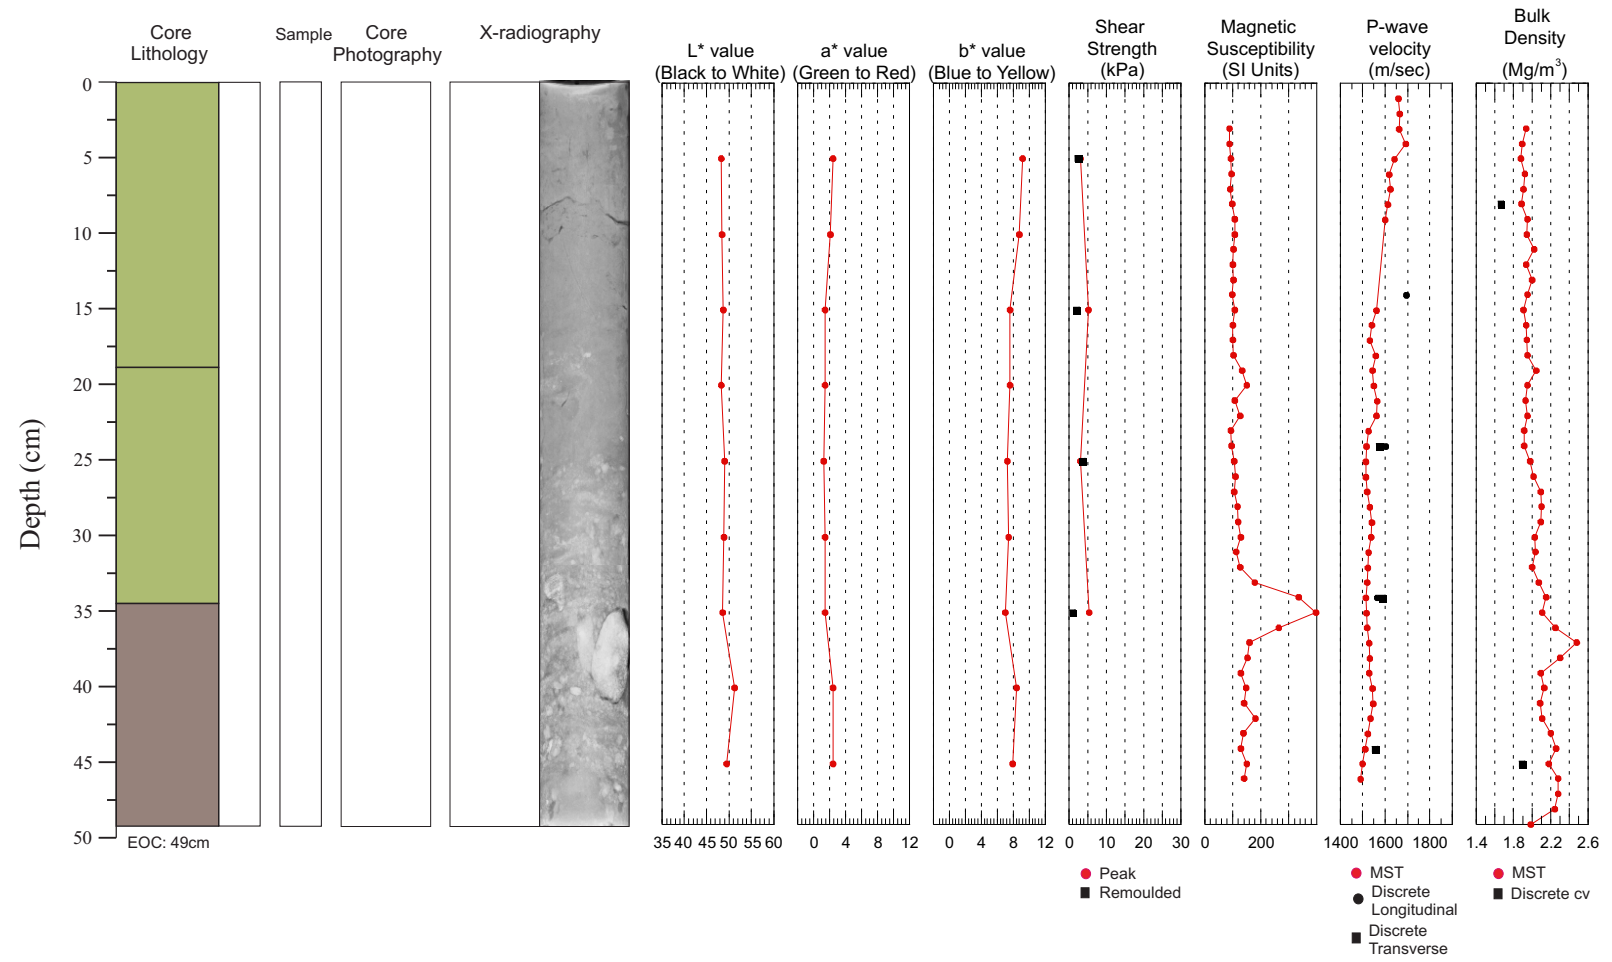 Core
Lithology
Sample
Core
Photography
X-radiography
L* value
(Black to White)
a* value
(Green to Red)
b* value
(Blue to Yellow)
Shear
Strength
(kPa)
Magnetic
Susceptibility
(SI Units)
P-wave
velocity
(m/sec)
Bulk
Density
(Mg/m³)
Depth (cm)
0
5
10
15
20
25
30
35
40
45
50
EOC: 49cm
35 40 45 50 55 60
0 4 8 12
0 4 8 12
0 10 20 30
0 200
1400 1600 1800
1.4 1.8 2.2 2.6
Peak
Remoulded
MST
Discrete
Longitudinal
Discrete
Transverse
MST
Discrete cv